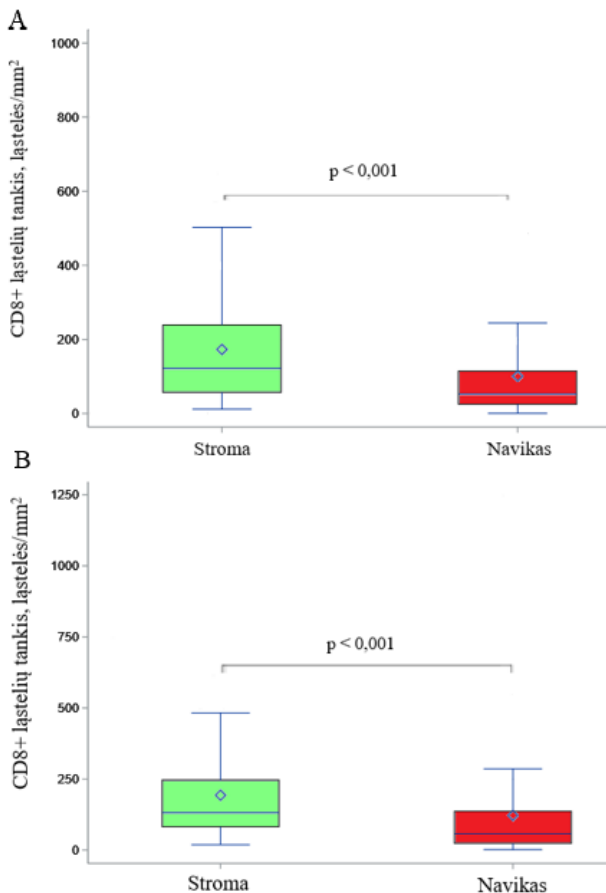 A
CD8+ ląstelių tankis, ląstelės/mm²
1000
800
600
400
200
0
p < 0,001
Stroma
Navikas
B
CD8+ ląstelių tankis, ląstelės/mm²
1250
1000
750
500
250
0
p < 0,001
Stroma
Navikas